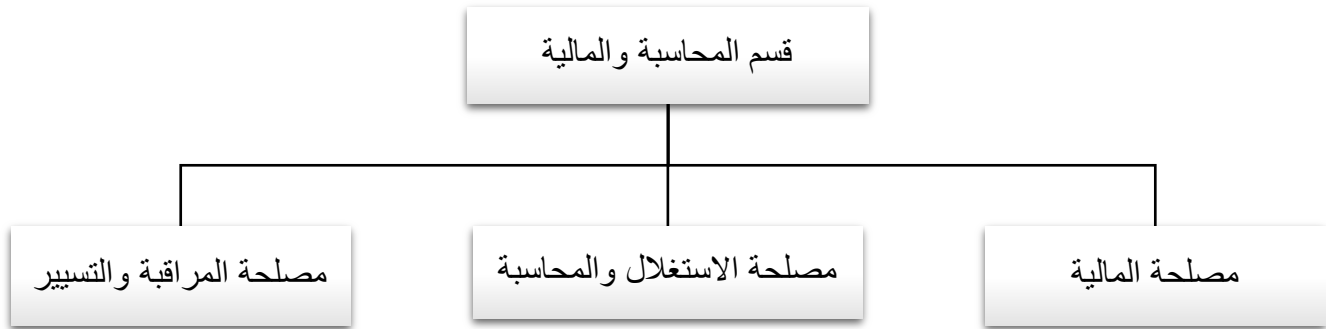 قسم المحاسبة والمالية
مصلحة المالية
مصلحة الاستغلال والمحاسبة
مصلحة المراقبة والتسيير